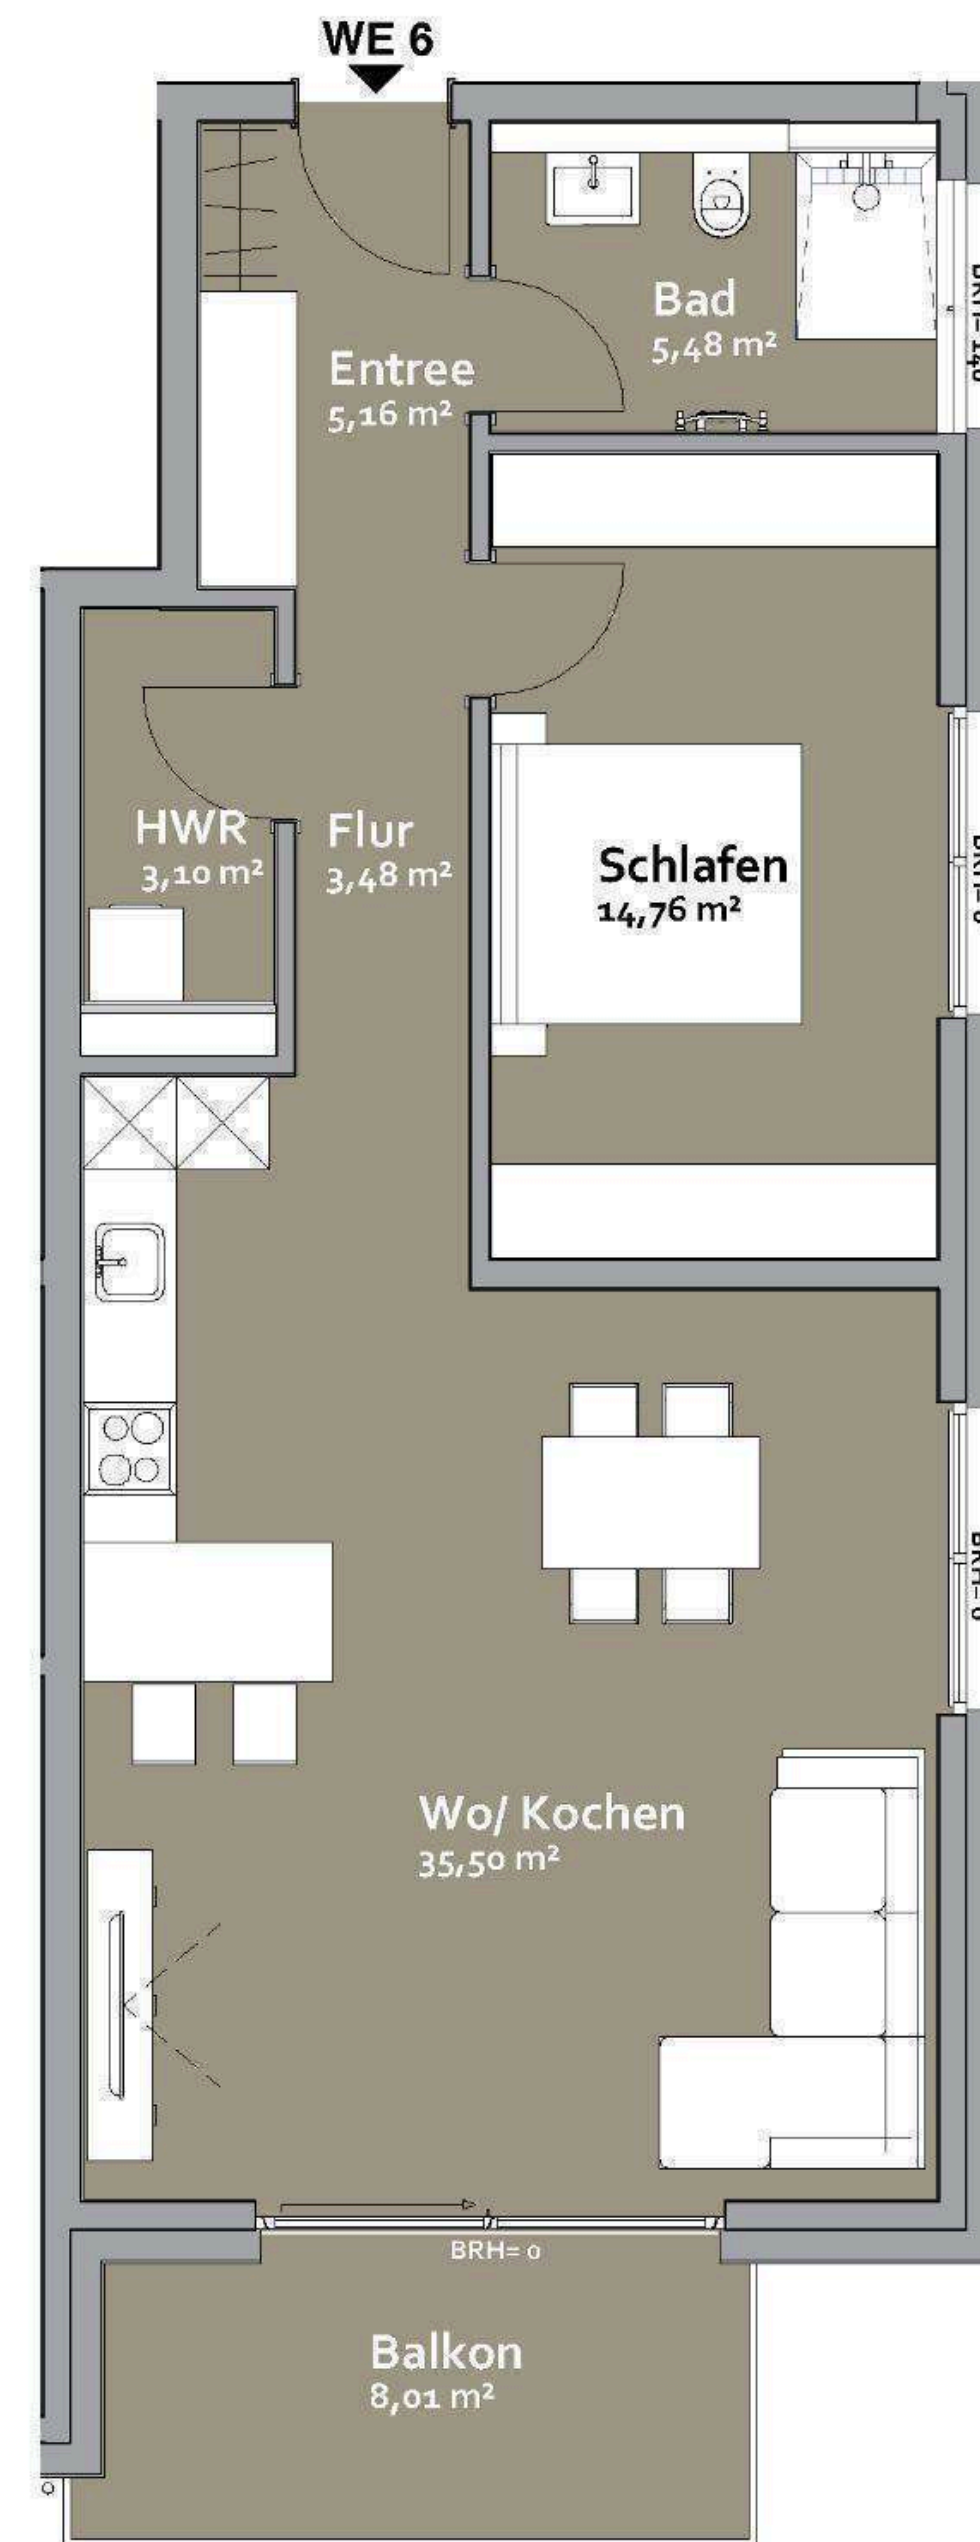 WE 6
Bad
5,48 m²
Entree
5,16 m²
HWR
3,10 m²
Flur
3,48 m²
Schlafen
14,76 m²
Wo/ Kochen
35,50 m²
BRH= 0
Balkon
8,01 m²